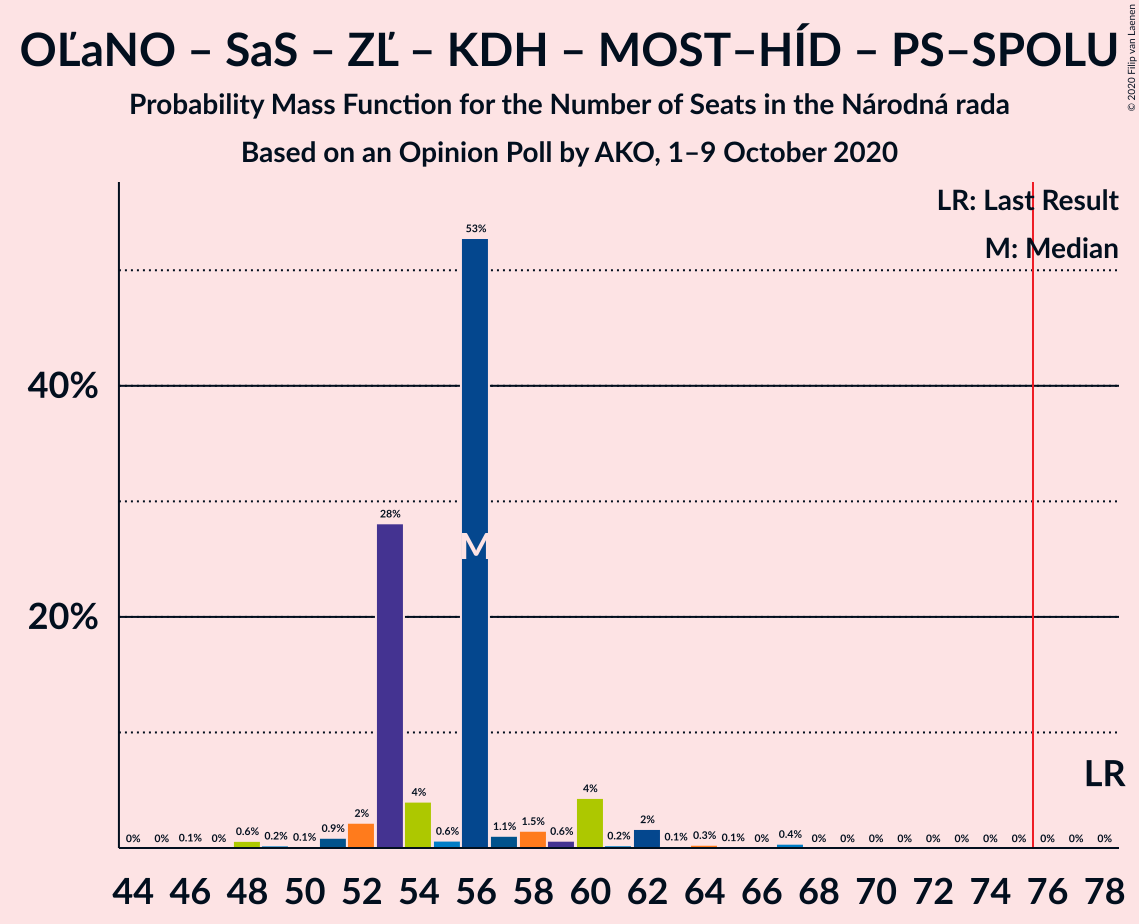 OĽaNO – SaS – ZĽ – KDH – MOST–HÍD – PS–SPOLU
Probability Mass Function for the Number of Seats in the Národná rada
Based on an Opinion Poll by AKO, 1–9 October 2020
© 2020 Filip van Laenen
LR: Last Result
M: Median
53%
40%
28%
M
20%
LR
0% 0% 0.1% 0% 0.6% 0.2% 0.1% 0.9% 2% 4% 0.6% 1.1% 1.5% 0.6% 4% 0.2% 2% 0.1% 0.3% 0.1% 0% 0.4% 0% 0% 0% 0% 0% 0% 0% 0% 0% 0% 0%
44 46 48 50 52 54 56 58 60 62 64 66 68 70 72 74 76 78